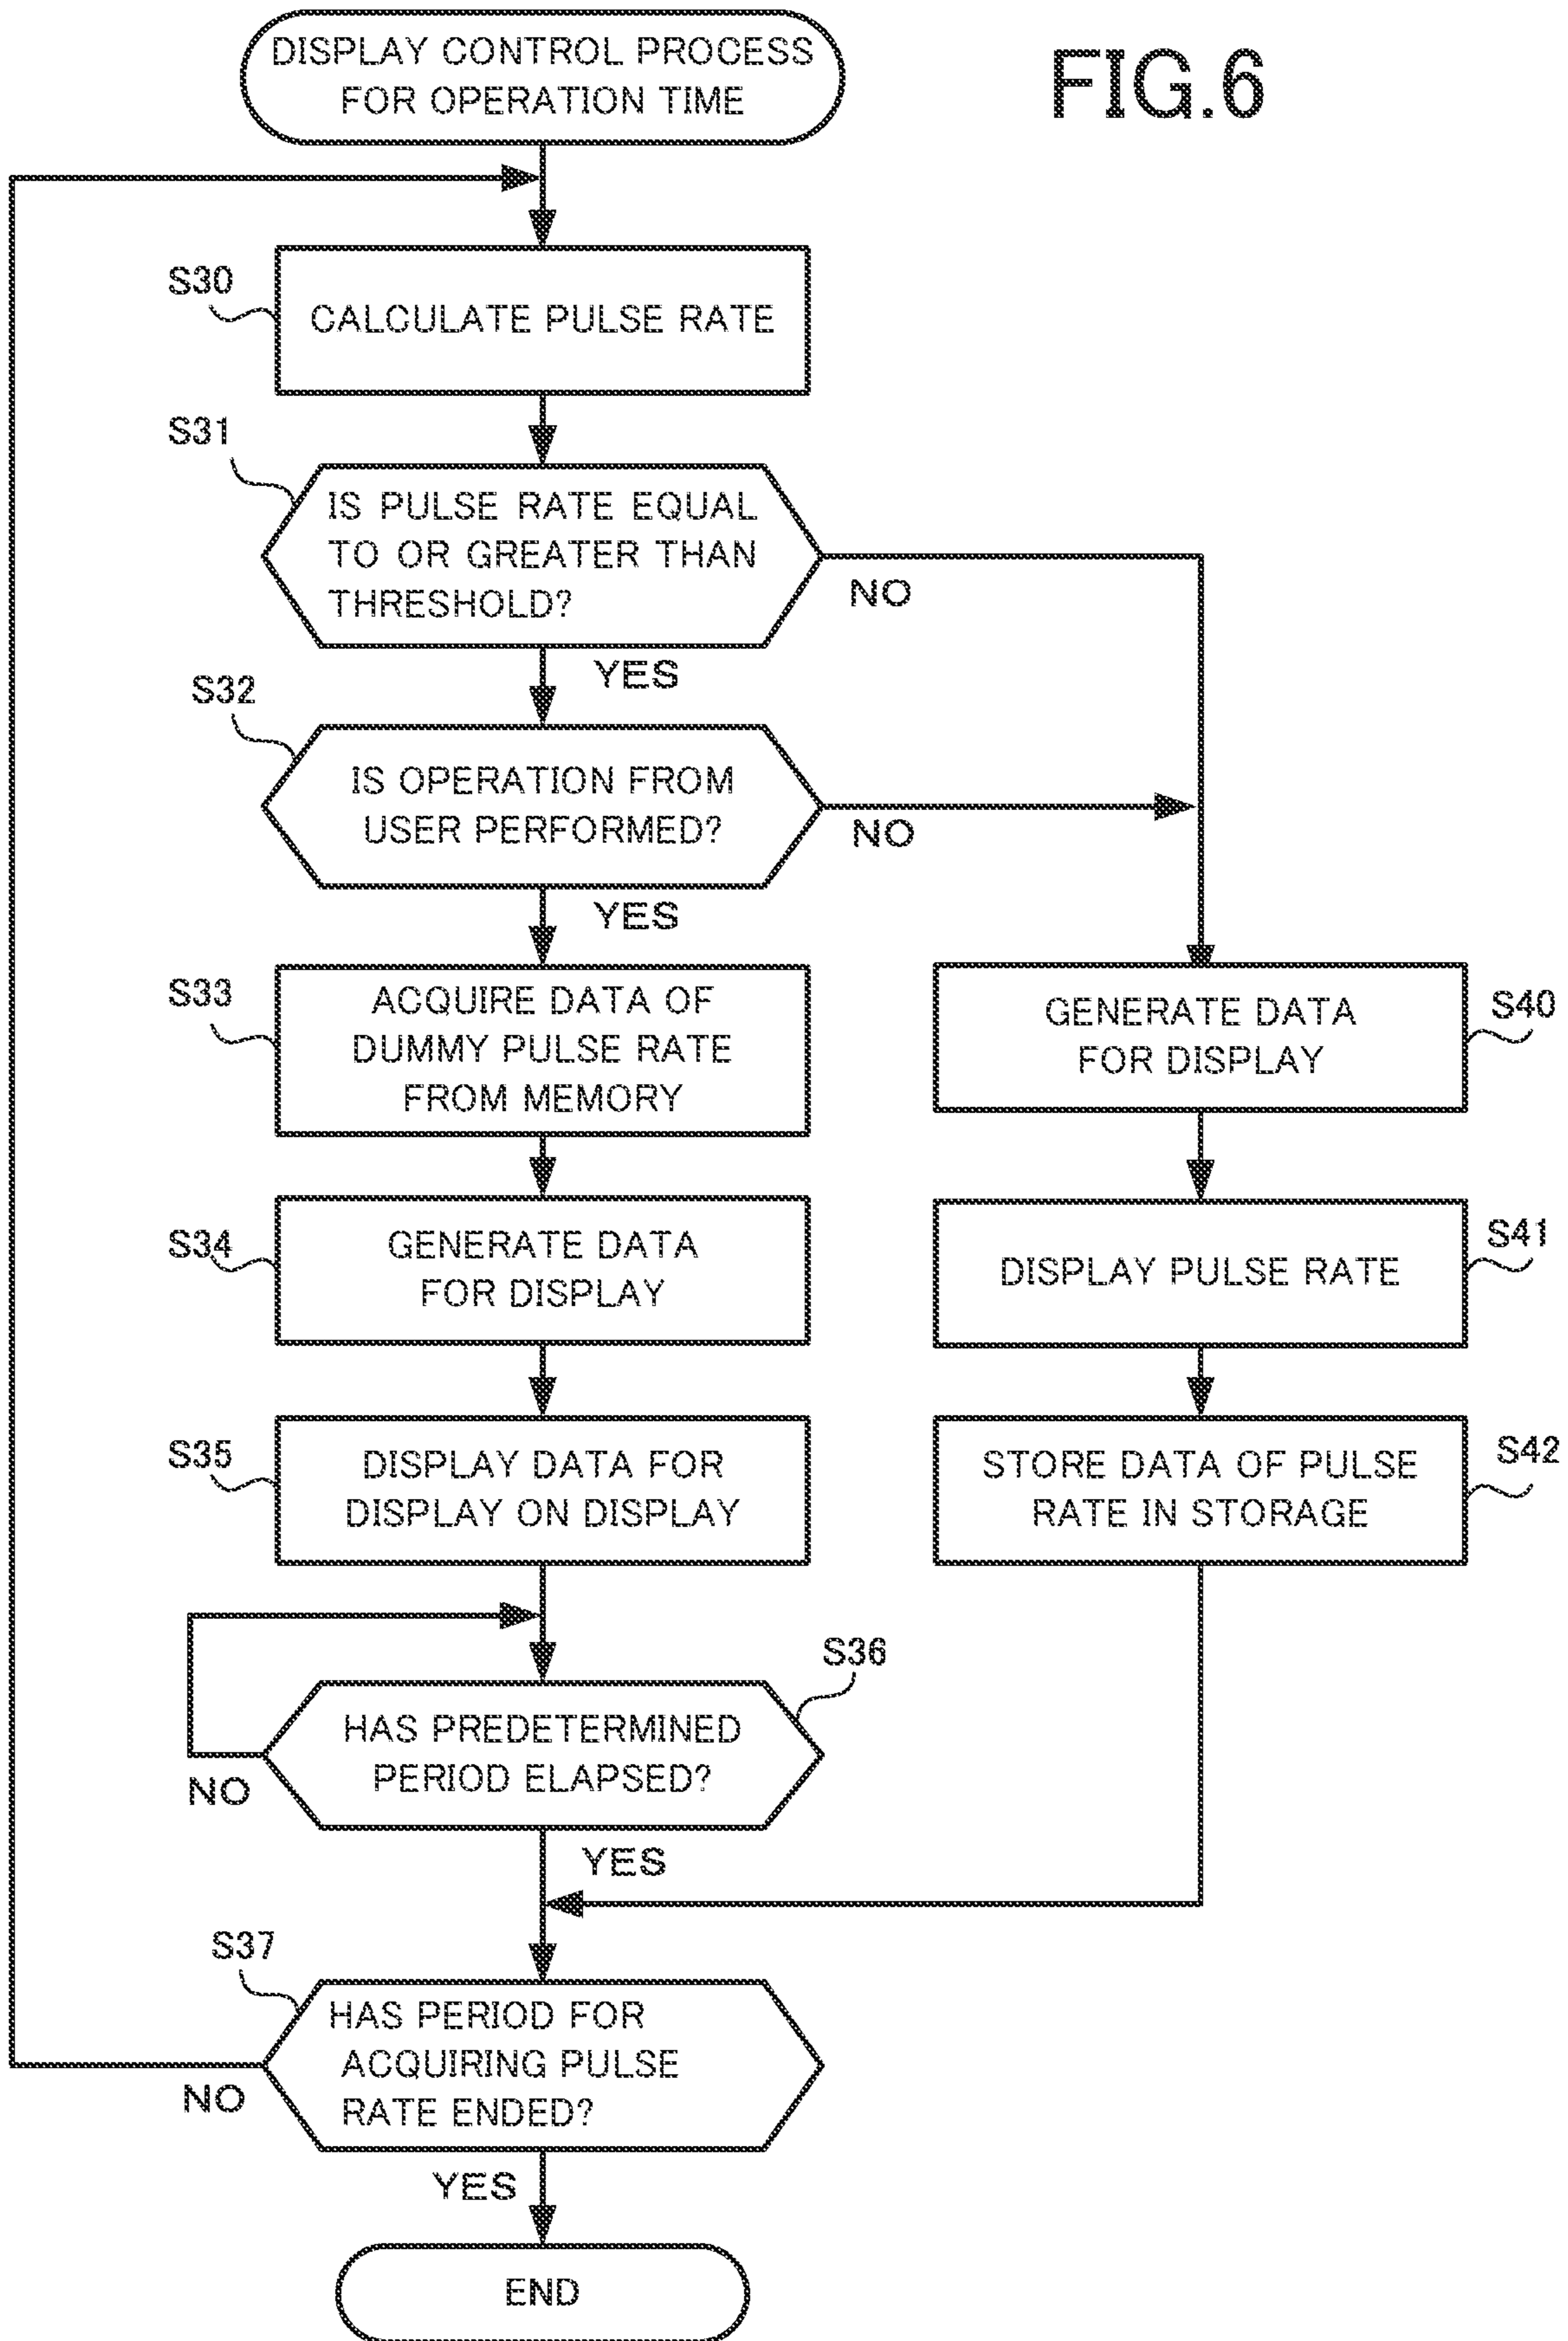 DISPLAY CONTROL PROCESS
FOR OPERATION TIME
FIG.6
S30
CALCULATE PULSE RATE
S31
IS PULSE RATE EQUAL
TO OR GREATER THAN
THRESHOLD?
NO
YES
S32
IS OPERATION FROM
USER PERFORMED?
NO
YES
S33
ACQUIRE DATA OF
DUMMY PULSE RATE
FROM MEMORY
GENERATE DATA
FOR DISPLAY
S40
S34
GENERATE DATA
FOR DISPLAY
DISPLAY PULSE RATE
S41
S35
DISPLAY DATA FOR
DISPLAY ON DISPLAY
STORE DATA OF PULSE
RATE IN STORAGE
S42
S36
HAS PREDETERMINED
PERIOD ELAPSED?
NO
YES
S37
HAS PERIOD FOR
ACQUIRING PULSE
RATE ENDED?
NO
YES
END